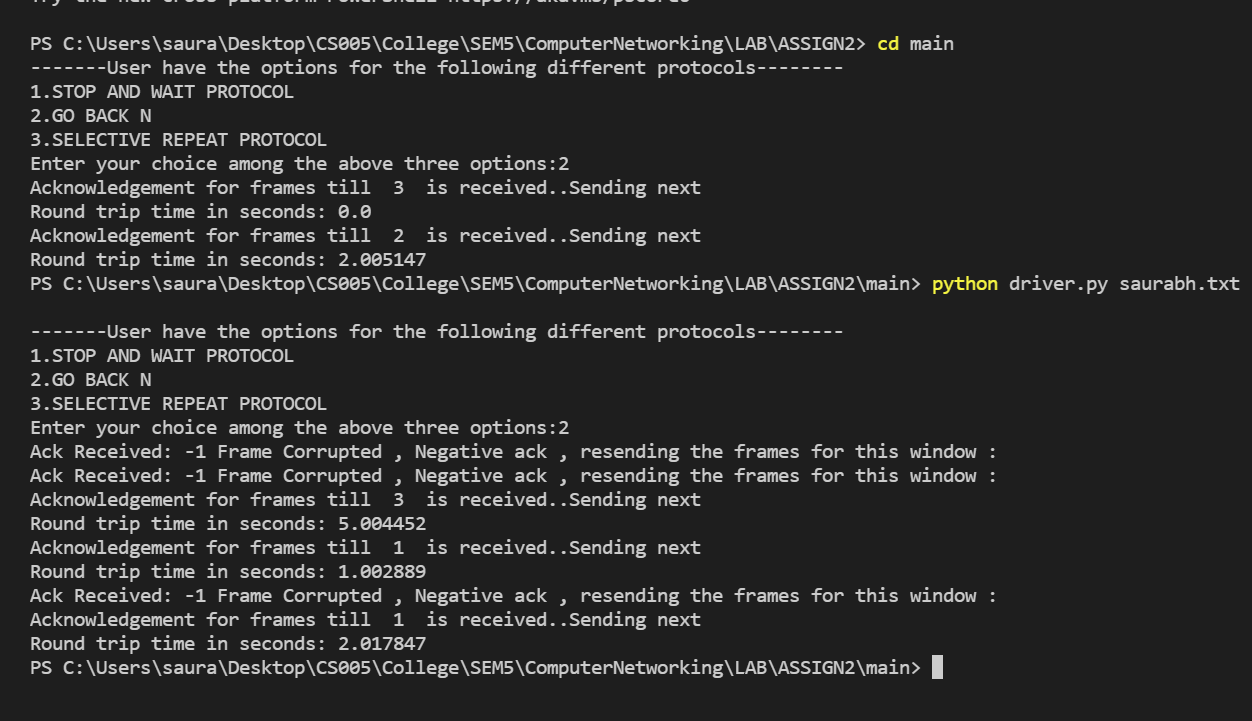 Try the new cross-platform PowerShell https://aka.ms/pscore6
PS C:\Users\saura\Desktop\CS005\College\SEM5\ComputerNetworking\LAB\ASSIGN2> cd main
-------User have the options for the following different protocols--------
1.STOP AND WAIT PROTOCOL
2.GO BACK N
3.SELECTIVE REPEAT PROTOCOL
Enter your choice among the above three options:2
Acknowledgement for frames till  3  is received..Sending next
Round trip time in seconds: 0.0
Acknowledgement for frames till  2  is received..Sending next
Round trip time in seconds: 2.005147
PS C:\Users\saura\Desktop\CS005\College\SEM5\ComputerNetworking\LAB\ASSIGN2\main> python driver.py saurabh.txt
-------User have the options for the following different protocols--------
1.STOP AND WAIT PROTOCOL
2.GO BACK N
3.SELECTIVE REPEAT PROTOCOL
Enter your choice among the above three options:2
Ack Received: -1 Frame Corrupted , Negative ack , resending the frames for this window :
Ack Received: -1 Frame Corrupted , Negative ack , resending the frames for this window :
Acknowledgement for frames till  3  is received..Sending next
Round trip time in seconds: 5.004452
Acknowledgement for frames till  1  is received..Sending next
Round trip time in seconds: 1.002889
Ack Received: -1 Frame Corrupted , Negative ack , resending the frames for this window :
Acknowledgement for frames till  1  is received..Sending next
Round trip time in seconds: 2.017847
PS C:\Users\saura\Desktop\CS005\College\SEM5\ComputerNetworking\LAB\ASSIGN2\main>